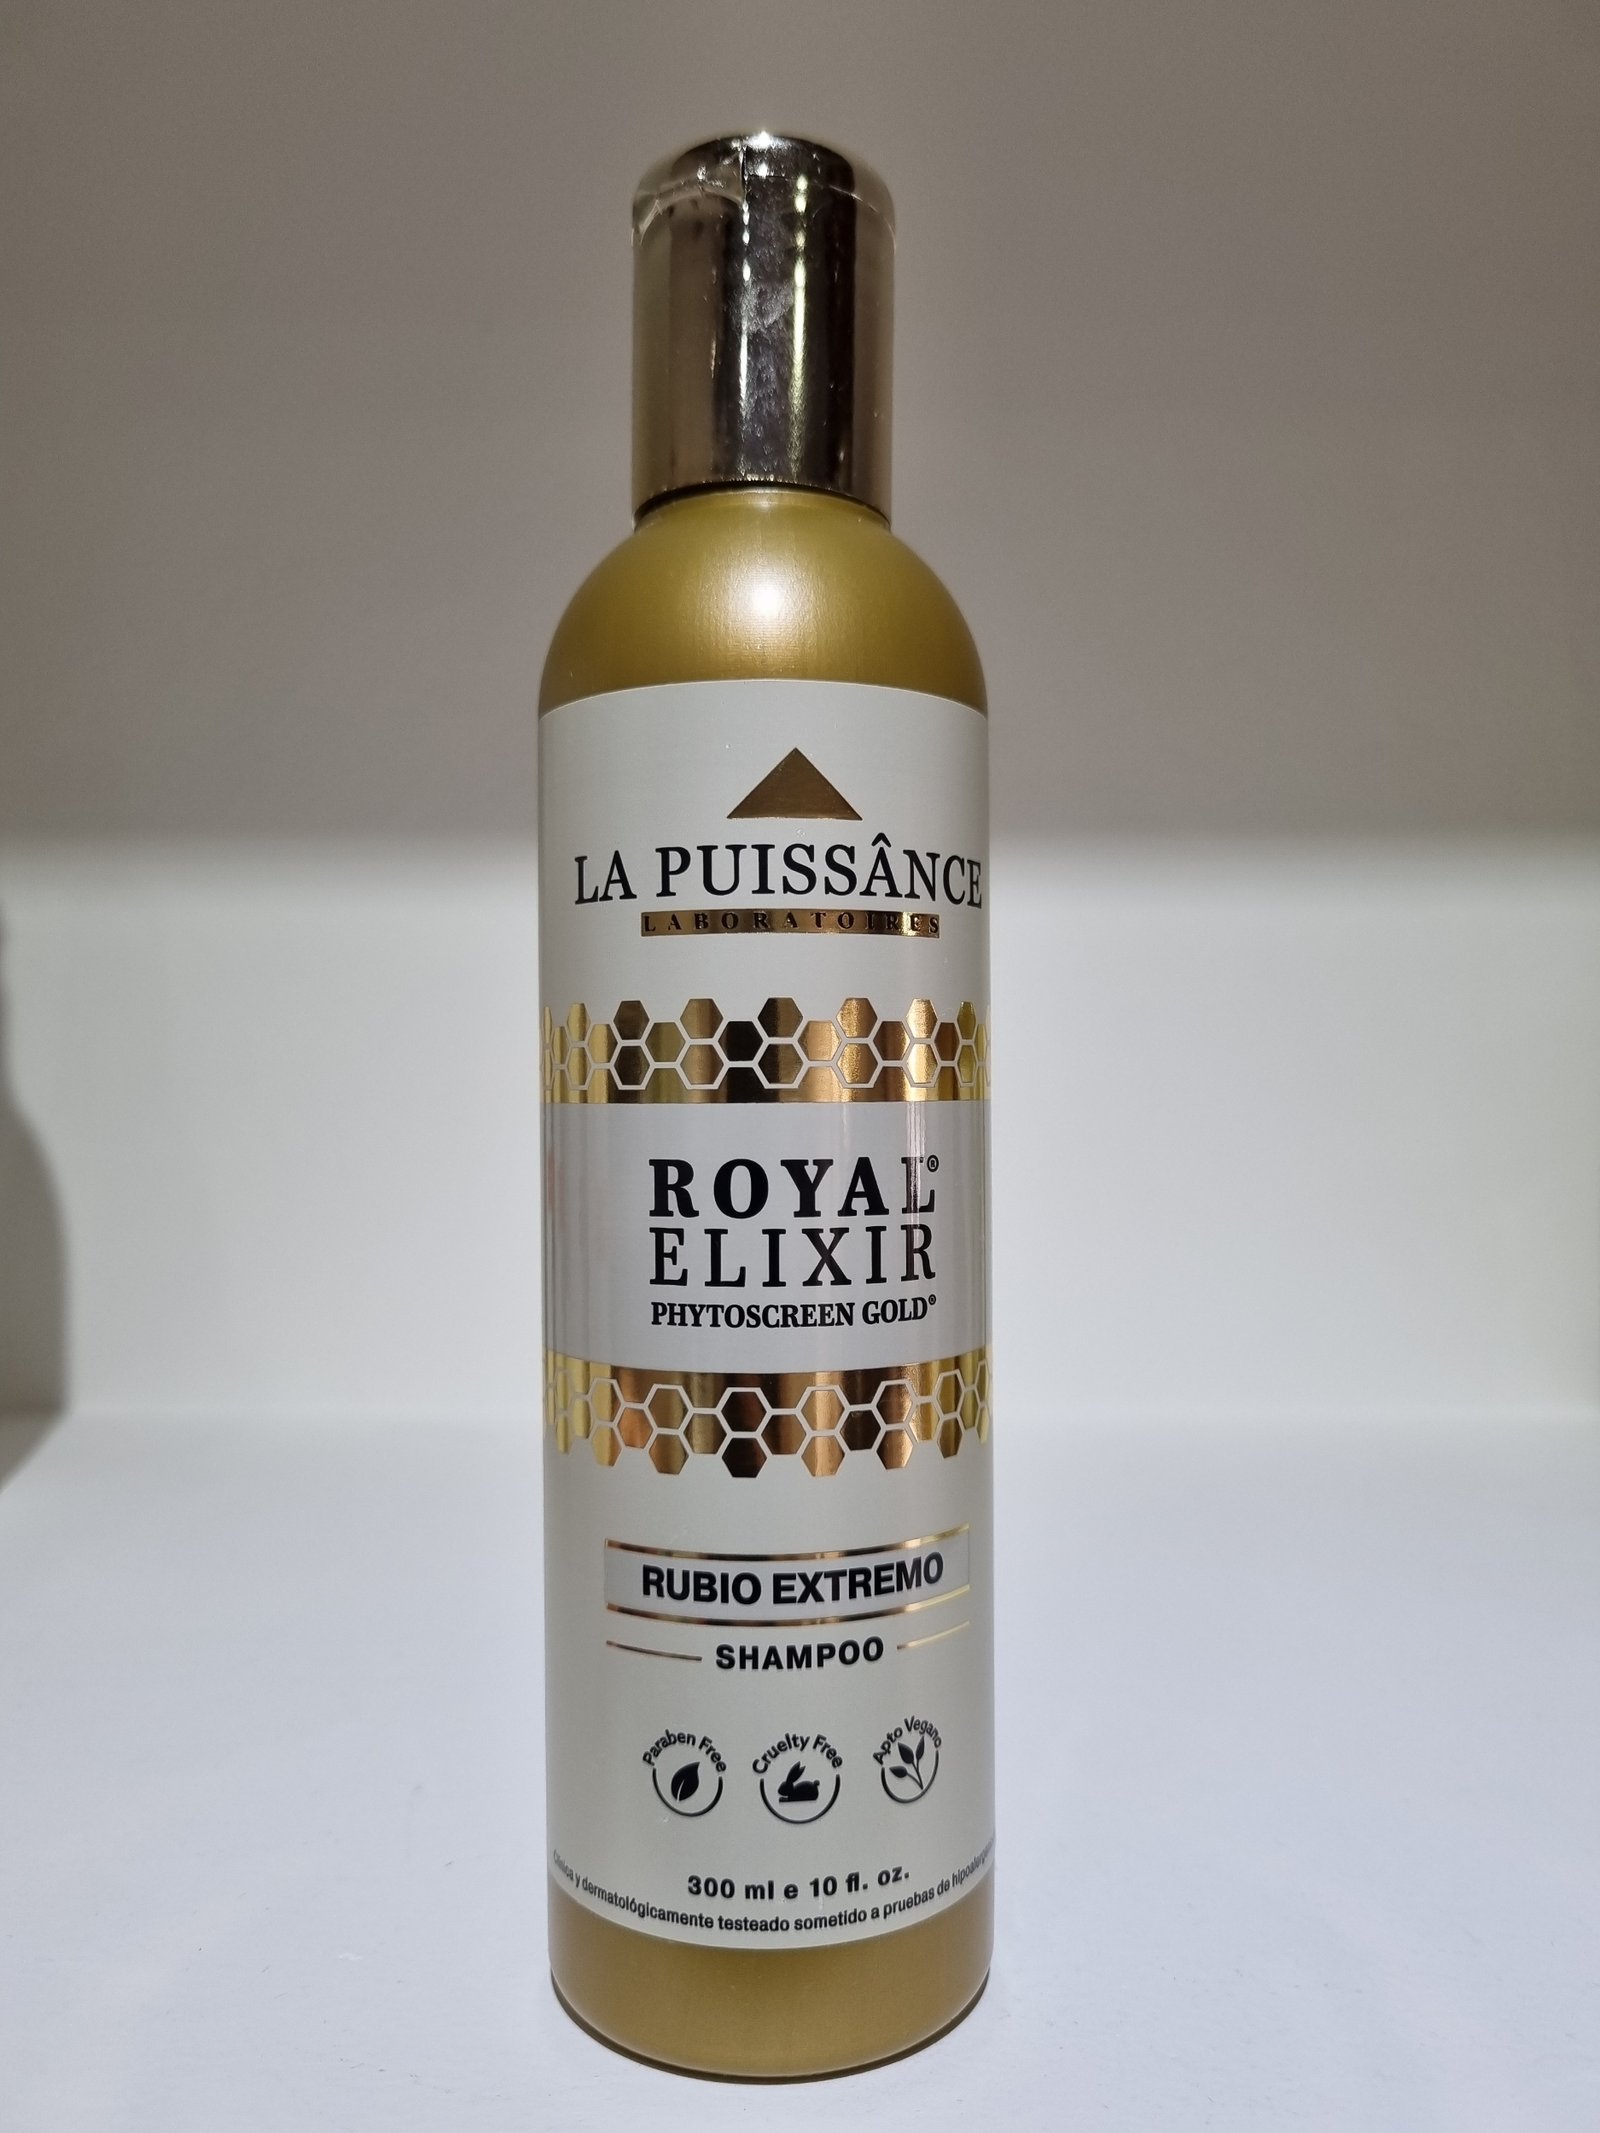 LA PUISSÂNCE
LABORATOIRES
ROYAL®
ELIXIR
PHYTOSCREEN GOLD®
RUBIO EXTREMO
SHAMPOO
Paraben Free
Cruelty Free
Apto Vegano
300 ml e 10 fl. oz.
Clínica y dermatológicamente testeado sometido a pruebas de